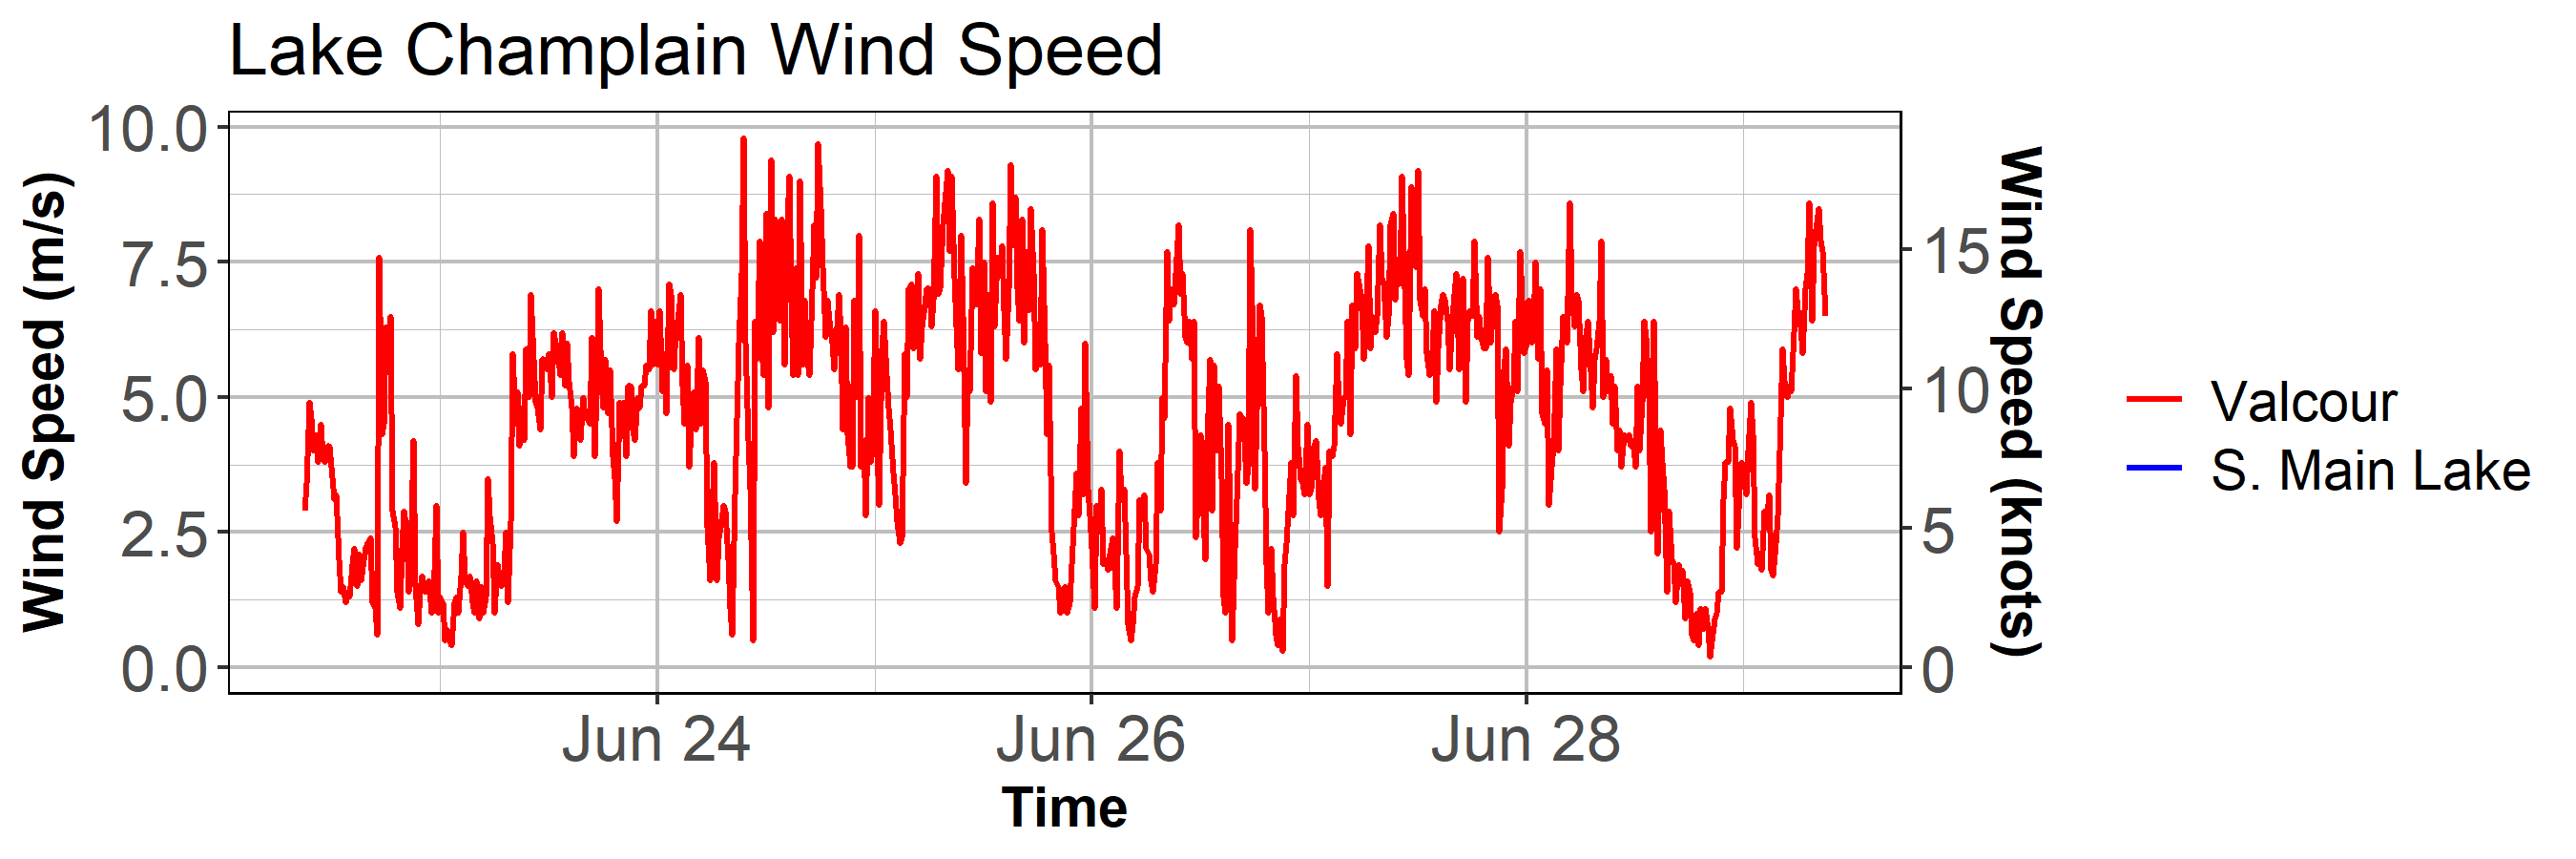 Lake Champlain Wind Speed
Wind Speed (m/s)
10.0
7.5
5.0
2.5
0.0
15
10
5
0
Wind Speed (knots)
Jun 24
Jun 26
Jun 28
Time
Valcour
S. Main Lake